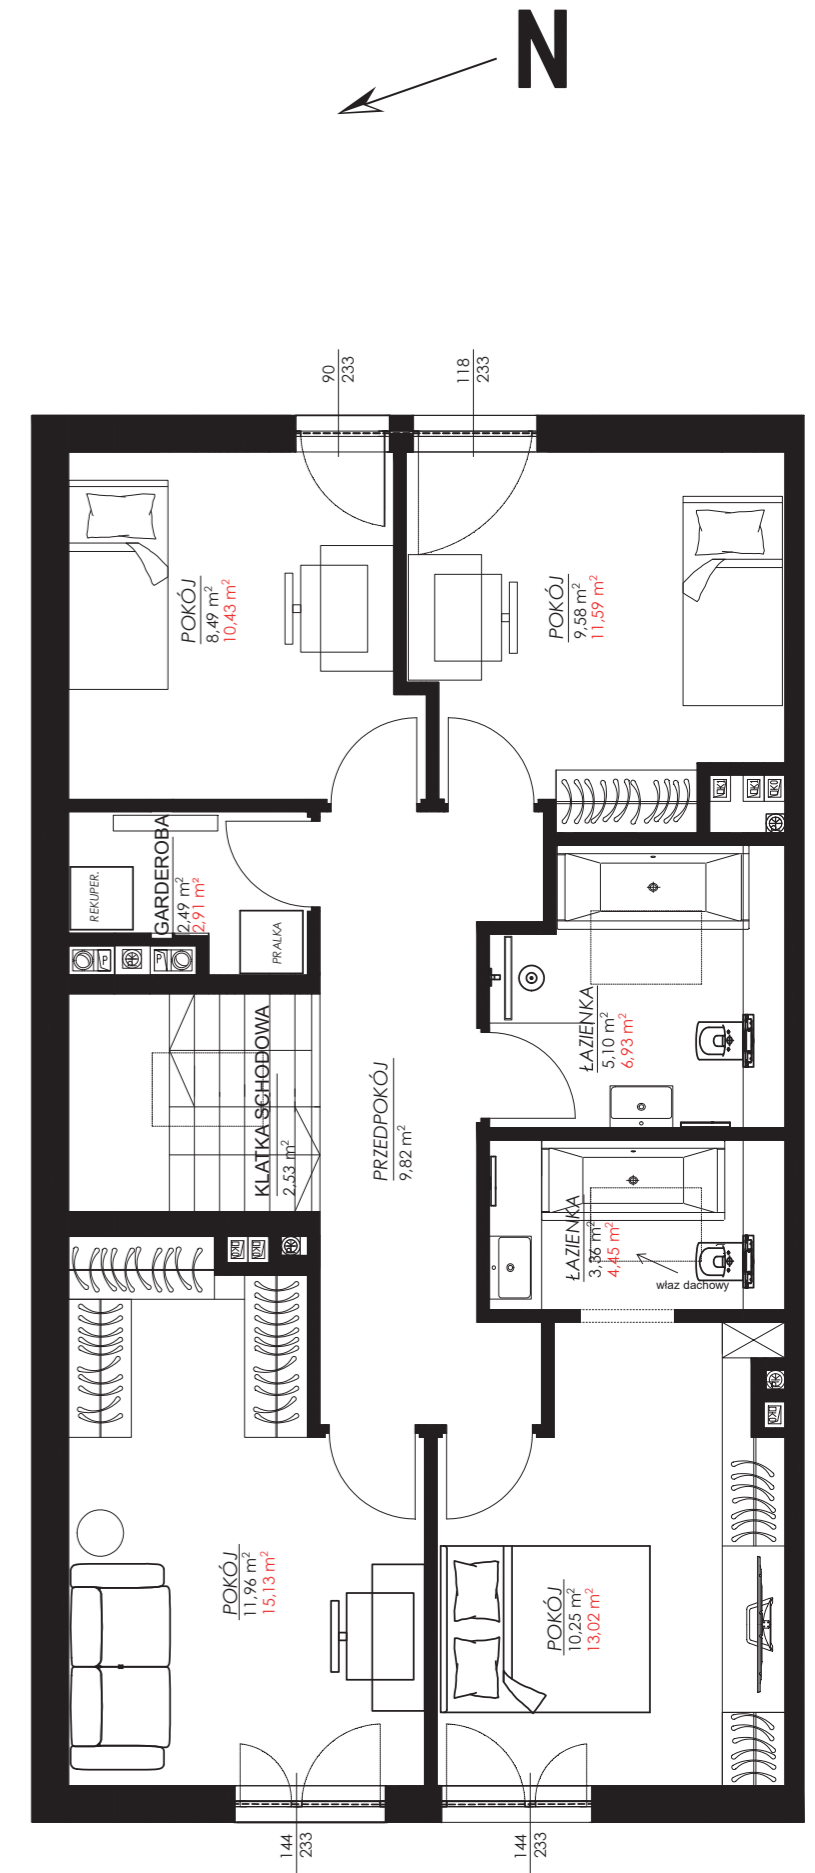 N
90
233
118
233
POKÓJ
8,49 m²
10,43 m²
POKÓJ
9,58 m²
11,59 m²
GARDEROBA
2,49 m²
2,91 m²
REKUPER.
PRALKA
P
P
KLATKA SCHODOWA
2,53 m²
PRZEDPOKÓJ
9,82 m²
ŁAZIENKA
5,10 m²
6,93 m²
ŁAZIENKA
3,36 m²
4,45 m²
właz dachowy
POKÓJ
11,96 m²
15,13 m²
POKÓJ
10,25 m²
13,02 m²
144
233
144
233